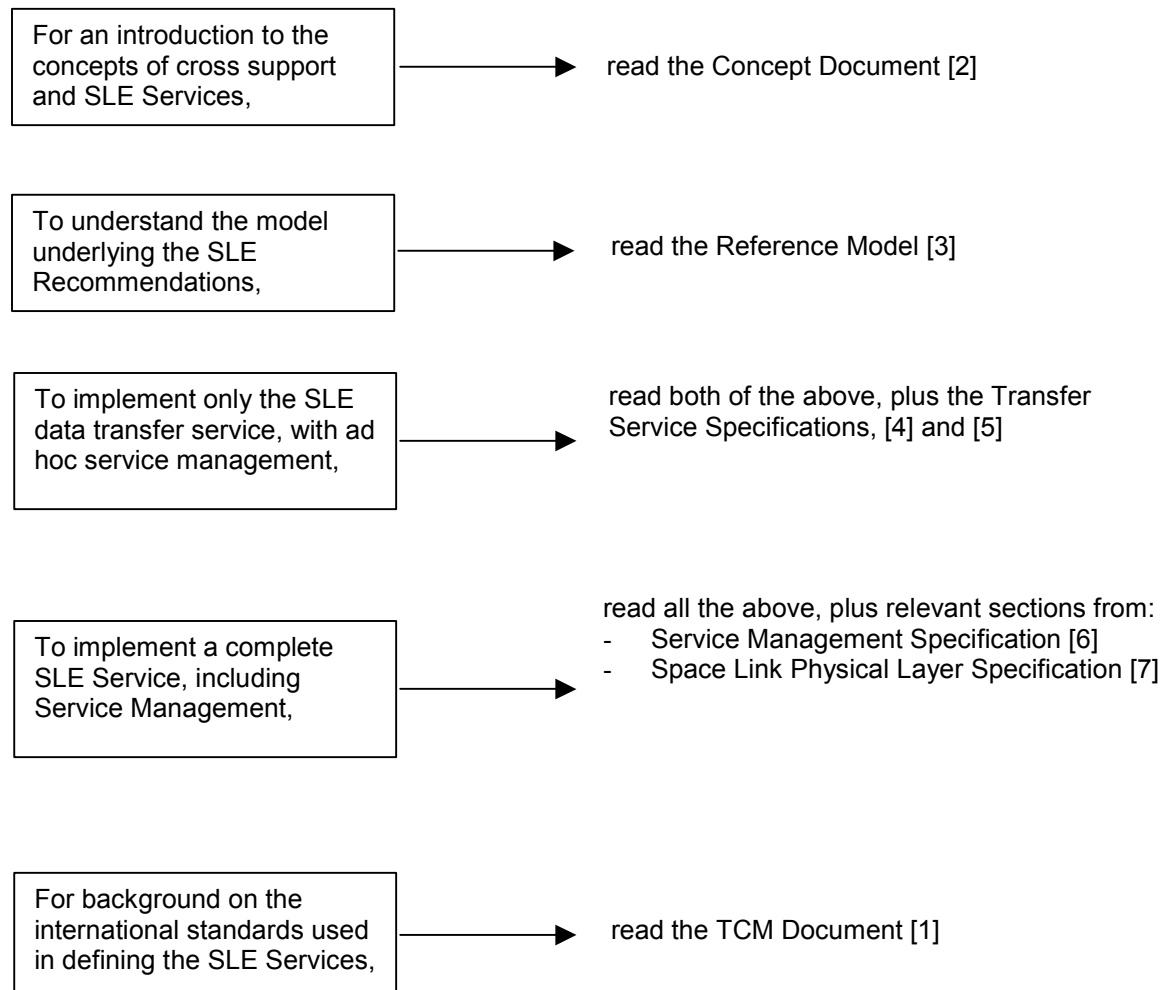 For an introduction to the
concepts of cross support
and SLE Services,
read the Concept Document [2]
To understand the model
underlying the SLE
Recommendations,
read the Reference Model [3]
To implement only the SLE
data transfer service, with ad
hoc service management,
read both of the above, plus the Transfer
Service Specifications, [4] and [5]
To implement a complete
SLE Service, including
Service Management,
read all the above, plus relevant sections from:
- Service Management Specification [6]
- Space Link Physical Layer Specification [7]
For background on the
international standards used
in defining the SLE Services,
read the TCM Document [1]